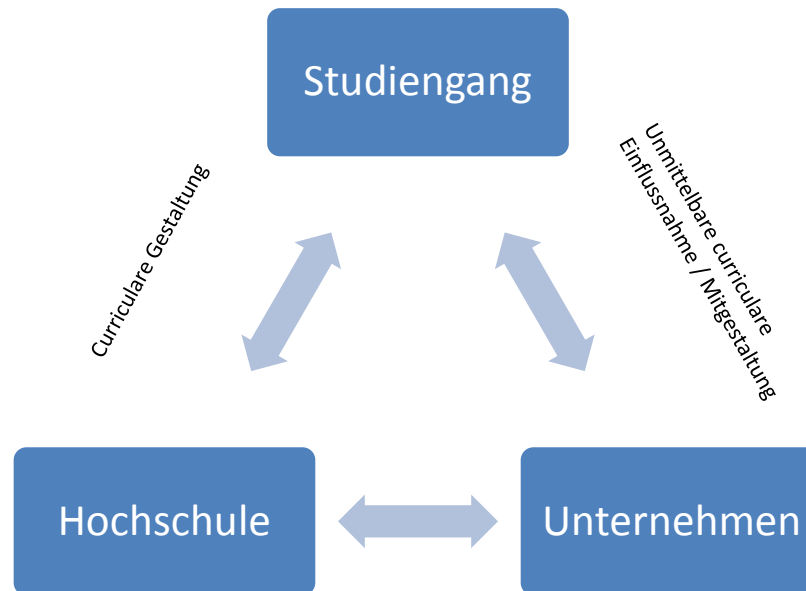 Studiengang
Curriculare Gestaltung
Unmittelbare curriculare
Einflussnahme / Mitgestaltung
Hochschule
Unternehmen